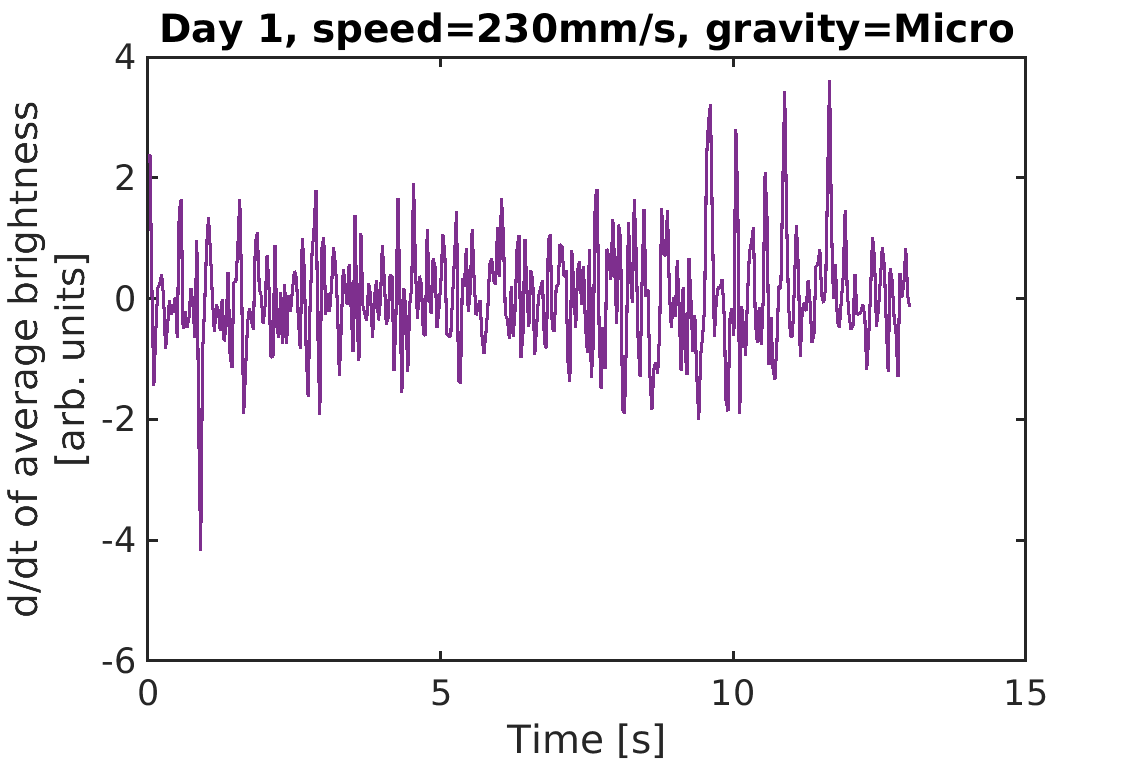 Day 1, speed=230mm/s, gravity=Micro
d/dt of average brightness
[arb. units]
4
2
0
-2
-4
-6
0 5 10 15
Time [s]